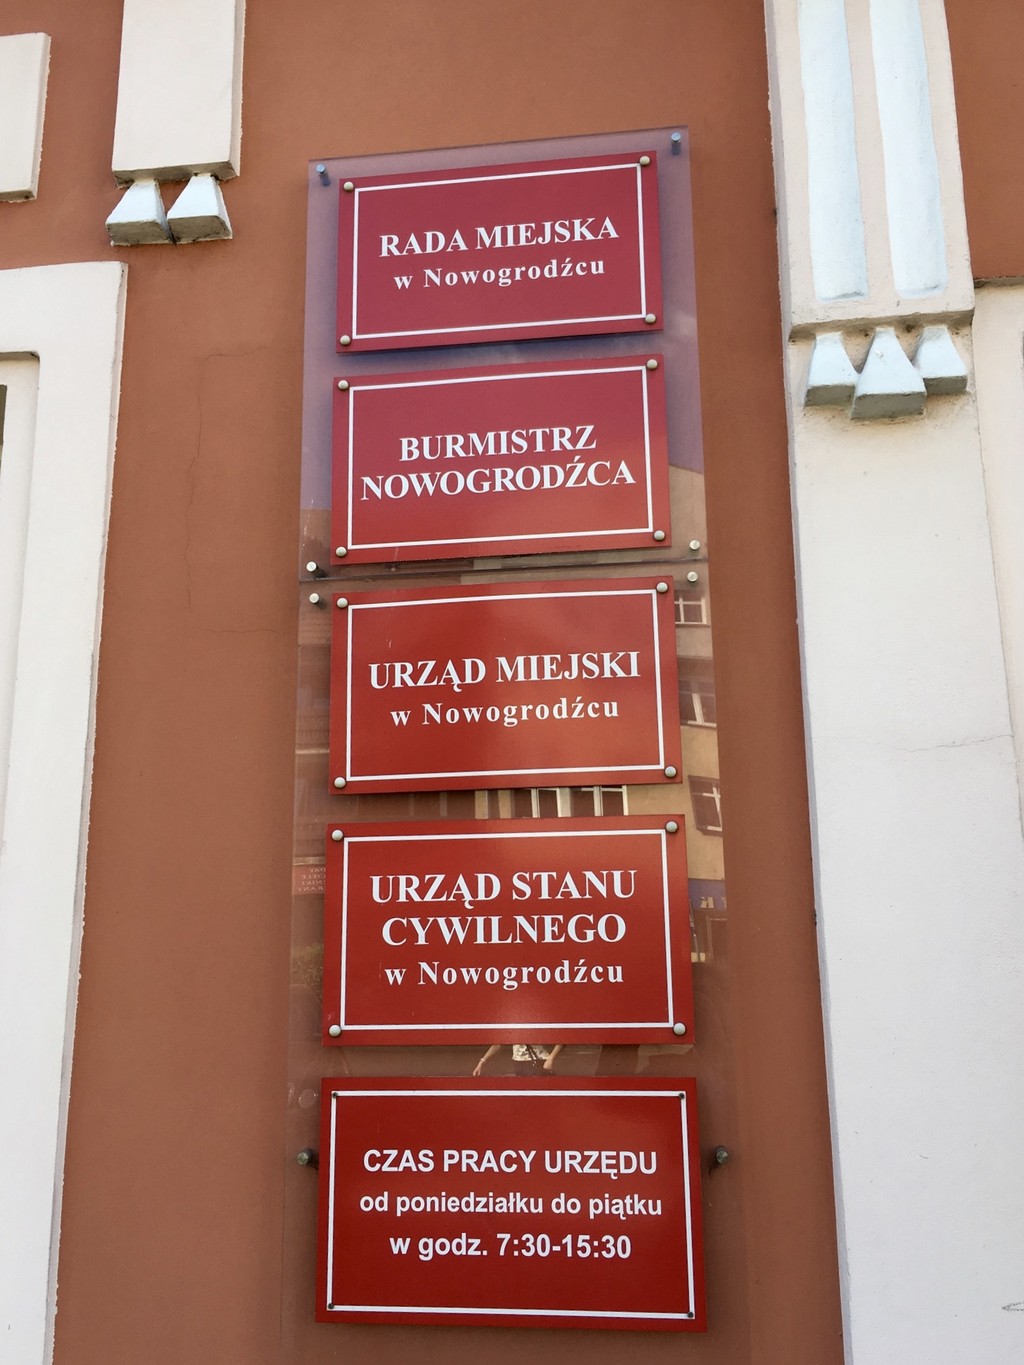 RADA MIEJSKA
w Nowogrodźcu
BURMISTRZ
NOWOGRODŹCA
URZĄD MIEJSKI
w Nowogrodźcu
URZĄD STANU
CYWILNEGO
w Nowogrodźcu
CZAS PRACY URZĘDU
od poniedziałku do piątku
w godz. 7:30-15:30